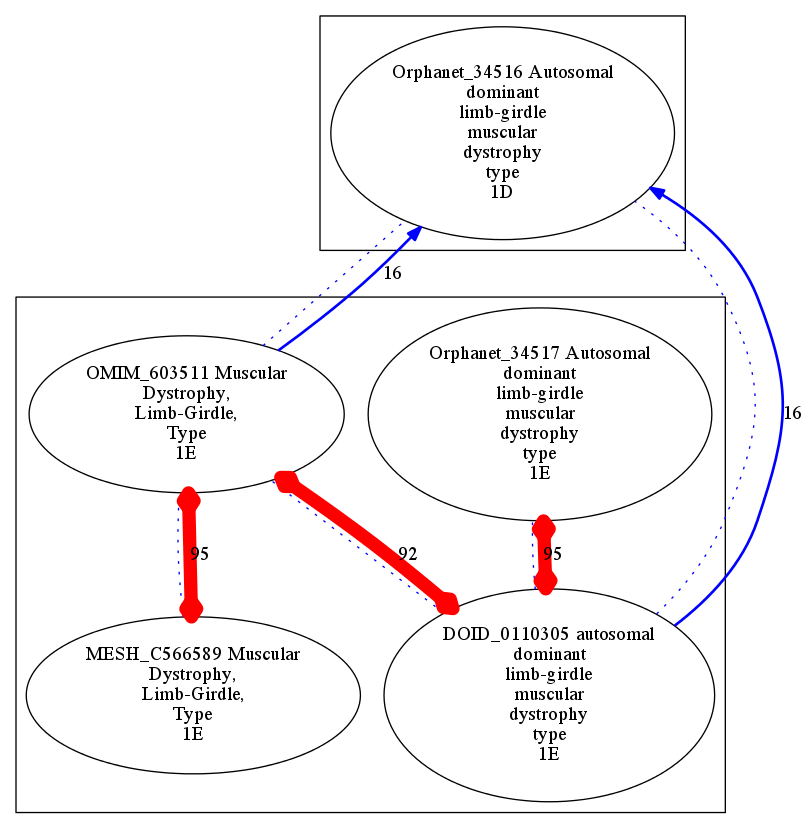 Orphanet_34516 Autosomal
dominant
limb-girdle
muscular
dystrophy
type
1D
16
OMIM_603511 Muscular
Dystrophy,
Limb-Girdle,
Type
1E
Orphanet_34517 Autosomal
dominant
limb-girdle
muscular
dystrophy
type
1E
16
95
92
95
MESH_C566589 Muscular
Dystrophy,
Limb-Girdle,
Type
1E
DOID_0110305 autosomal
dominant
limb-girdle
muscular
dystrophy
type
1E